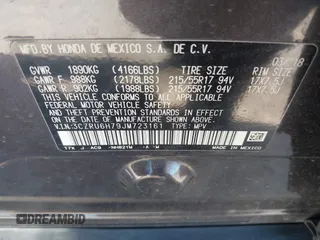 MFD. BY HONDA DE MEXICO S.A. DE C.V. 03/18
GVWR 1890KG (4166LBS) TIRE SIZE RIM SIZE
GAWR F. 988KG (2178LBS) 215/55R17 94V 17X7.5J
GAWR R. 902KG (1988LBS) 215/55R17 94V 17X7.5J
THIS VEHICLE CONFORMS TO ALL APPLICABLE
FEDERAL MOTOR VEHICLE SAFETY AND
THEFT PREVENTION STANDARDS IN EFFECT ON
THE DATE OF MANUFACTURE SHOWN ABOVE.
V.I.N.:3CZRU6H79JM723161 TYPE: MPV
MADE IN MEXICO
DREAMBID